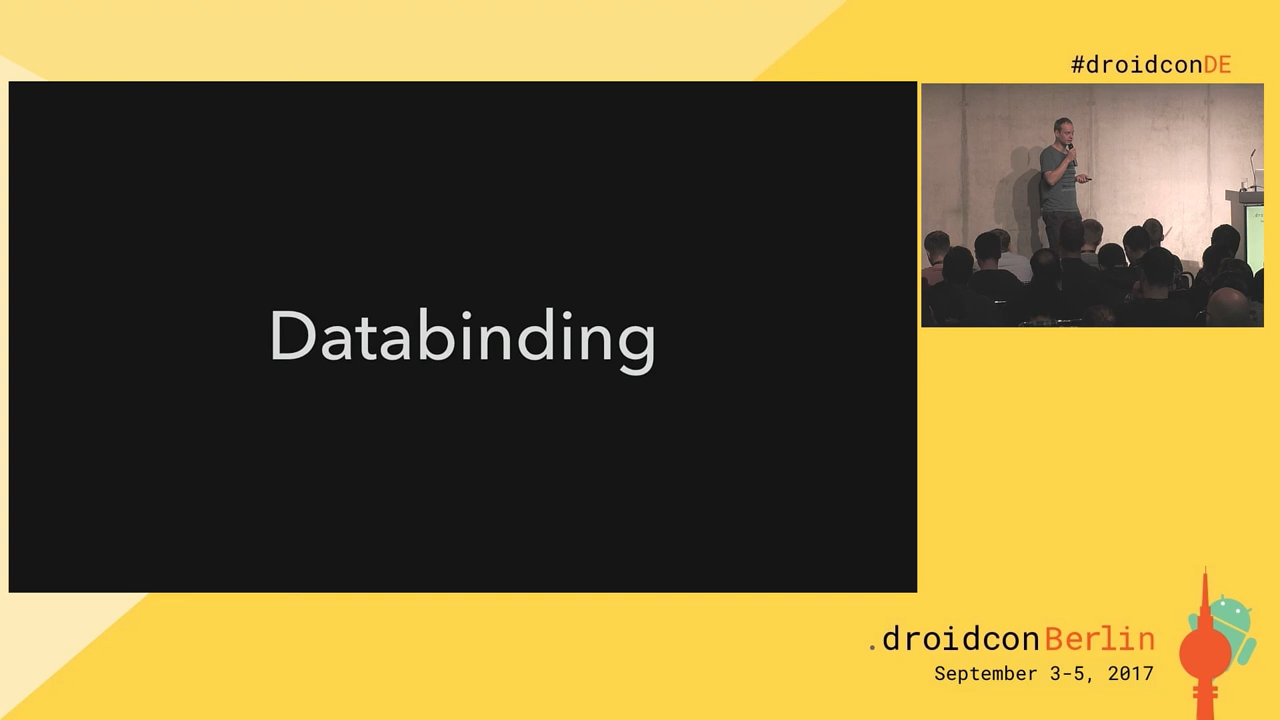 #droidconDE
Databinding
.droidconBerlin
September 3-5, 2017